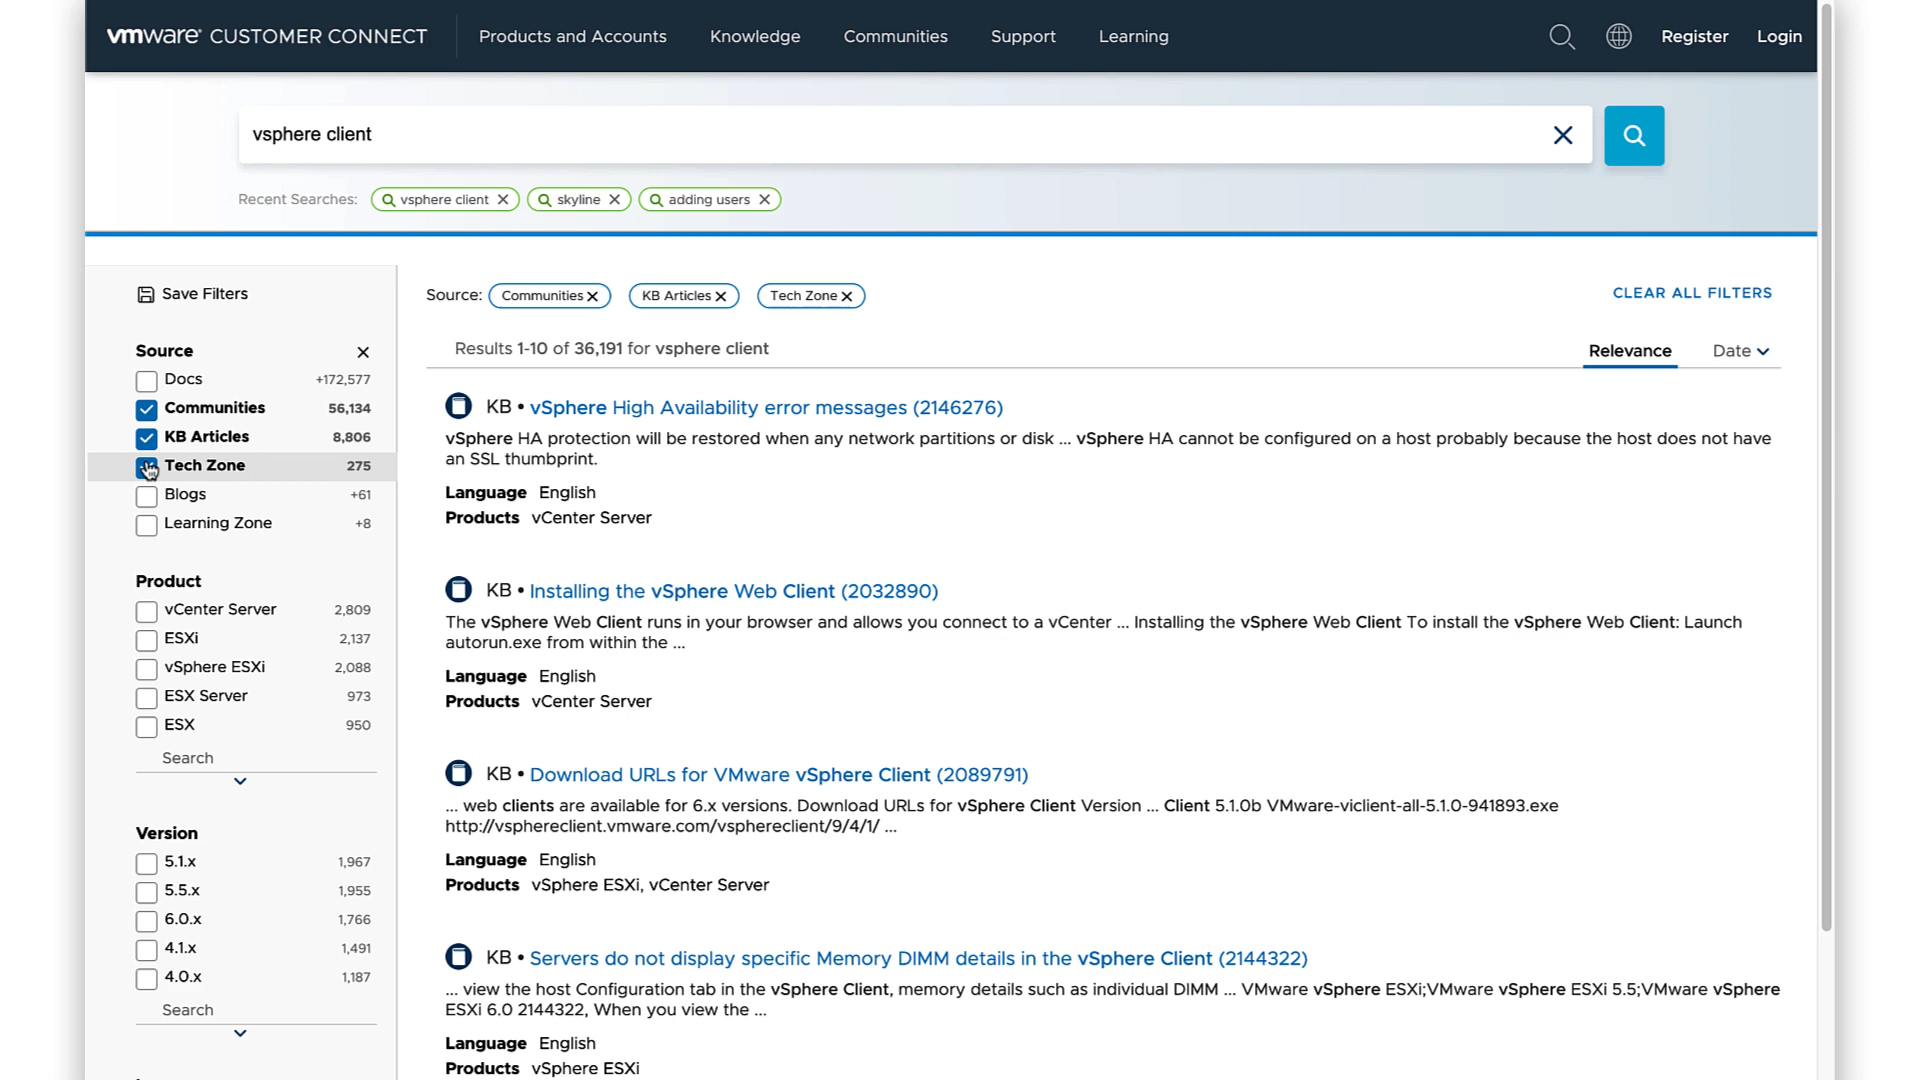 vmware® CUSTOMER CONNECT
Products and Accounts
Knowledge
Communities
Support
Learning
Register
Login
vsphere client
Recent Searches:
vsphere client
skyline
adding users
Save Filters
Source
Docs +172,577
Communities 56,134
KB Articles 8,806
Tech Zone 275
Blogs +61
Learning Zone +8
Product
vCenter Server 2,809
ESXi 2,137
vSphere ESXi 2,088
ESX Server 973
ESX 950
Search
Version
5.1.x 1,967
5.5.x 1,955
6.0.x 1,766
4.1.x 1,491
4.0.x 1,187
Search
Source: Communities KB Articles Tech Zone
CLEAR ALL FILTERS
Results 1-10 of 36,191 for vsphere client
Relevance
Date
KB • vSphere High Availability error messages (2146276)
vSphere HA protection will be restored when any network partitions or disk ... vSphere HA cannot be configured on a host probably because the host does not have
an SSL thumbprint.
Language English
Products vCenter Server
KB • Installing the vSphere Web Client (2032890)
The vSphere Web Client runs in your browser and allows you connect to a vCenter ... Installing the vSphere Web Client To install the vSphere Web Client: Launch
autorun.exe from within the ...
Language English
Products vCenter Server
KB • Download URLs for VMware vSphere Client (2089791)
... web clients are available for 6.x versions. Download URLs for vSphere Client Version ... Client 5.1.0b VMware-viclient-all-5.1.0-941893.exe
http://vsphereclient.vmware.com/vsphereclient/9/4/1/ ...
Language English
Products vSphere ESXi, vCenter Server
KB • Servers do not display specific Memory DIMM details in the vSphere Client (2144322)
... view the host Configuration tab in the vSphere Client, memory details such as individual DIMM ... VMware vSphere ESXi;VMware vSphere ESXi 5.5;VMware vSphere
ESXi 6.0 2144322, When you view the ...
Language English
Products vSphere ESXi